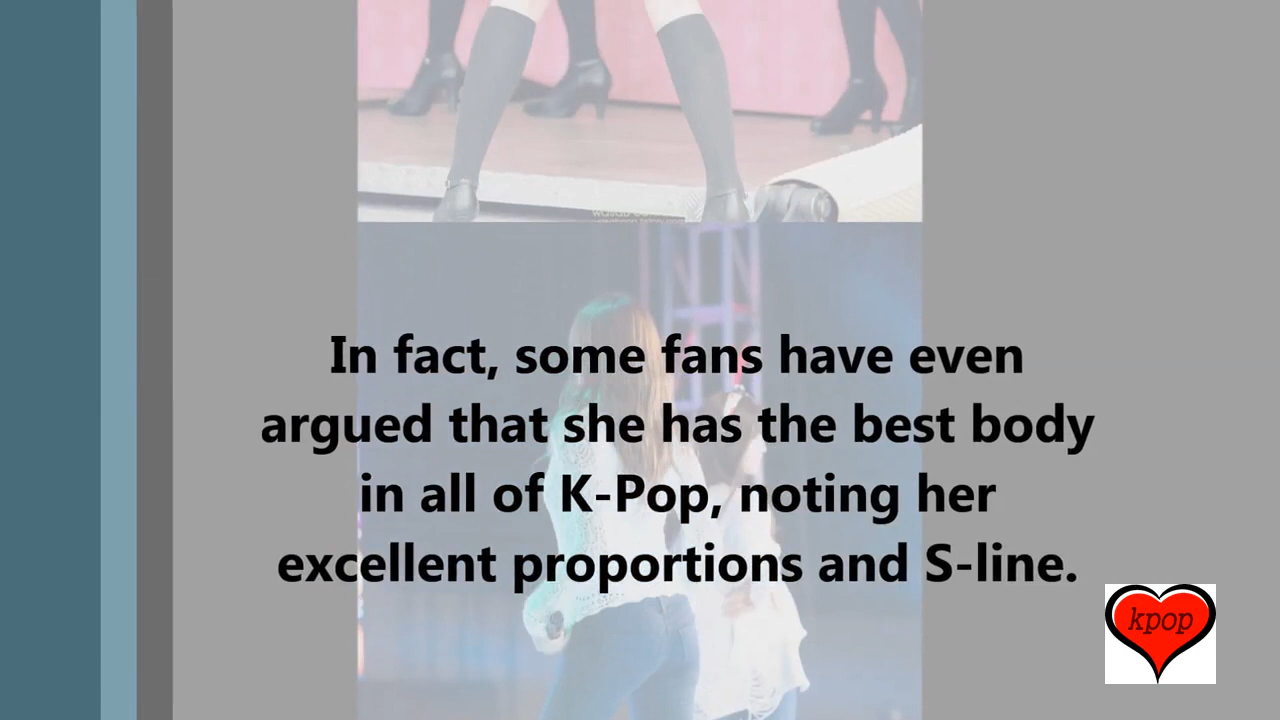 In fact, some fans have even
argued that she has the best body
in all of K-Pop, noting her
excellent proportions and S-line.
kpop